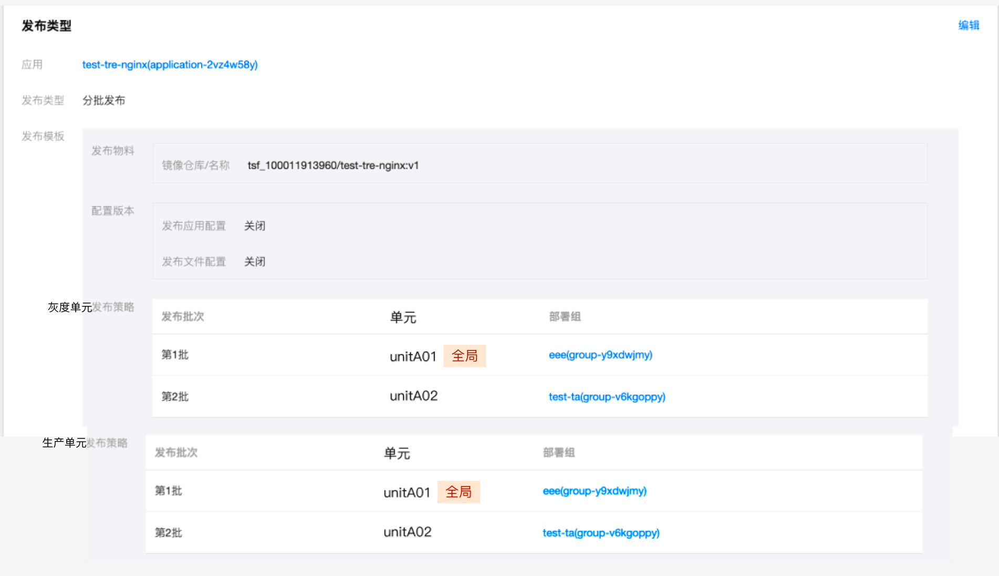 发布类型 编辑
应用 test-tre-nginx(application-2vz4w58y)
发布类型 分批发布
发布模板
发布物料
镜像仓库/名称 tsf_100011913960/test-tre-nginx:v1
配置版本
发布应用配置 关闭
发布文件配置 关闭
灰度单元发布策略
发布批次 单元 部署组
第1批 unitA01 全局 eee(group-y9xdwjmy)
第2批 unitA02 test-ta(group-v6kgoppy)
生产单元发布策略
发布批次 单元 部署组
第1批 unitA01 全局 eee(group-y9xdwjmy)
第2批 unitA02 test-ta(group-v6kgoppy)